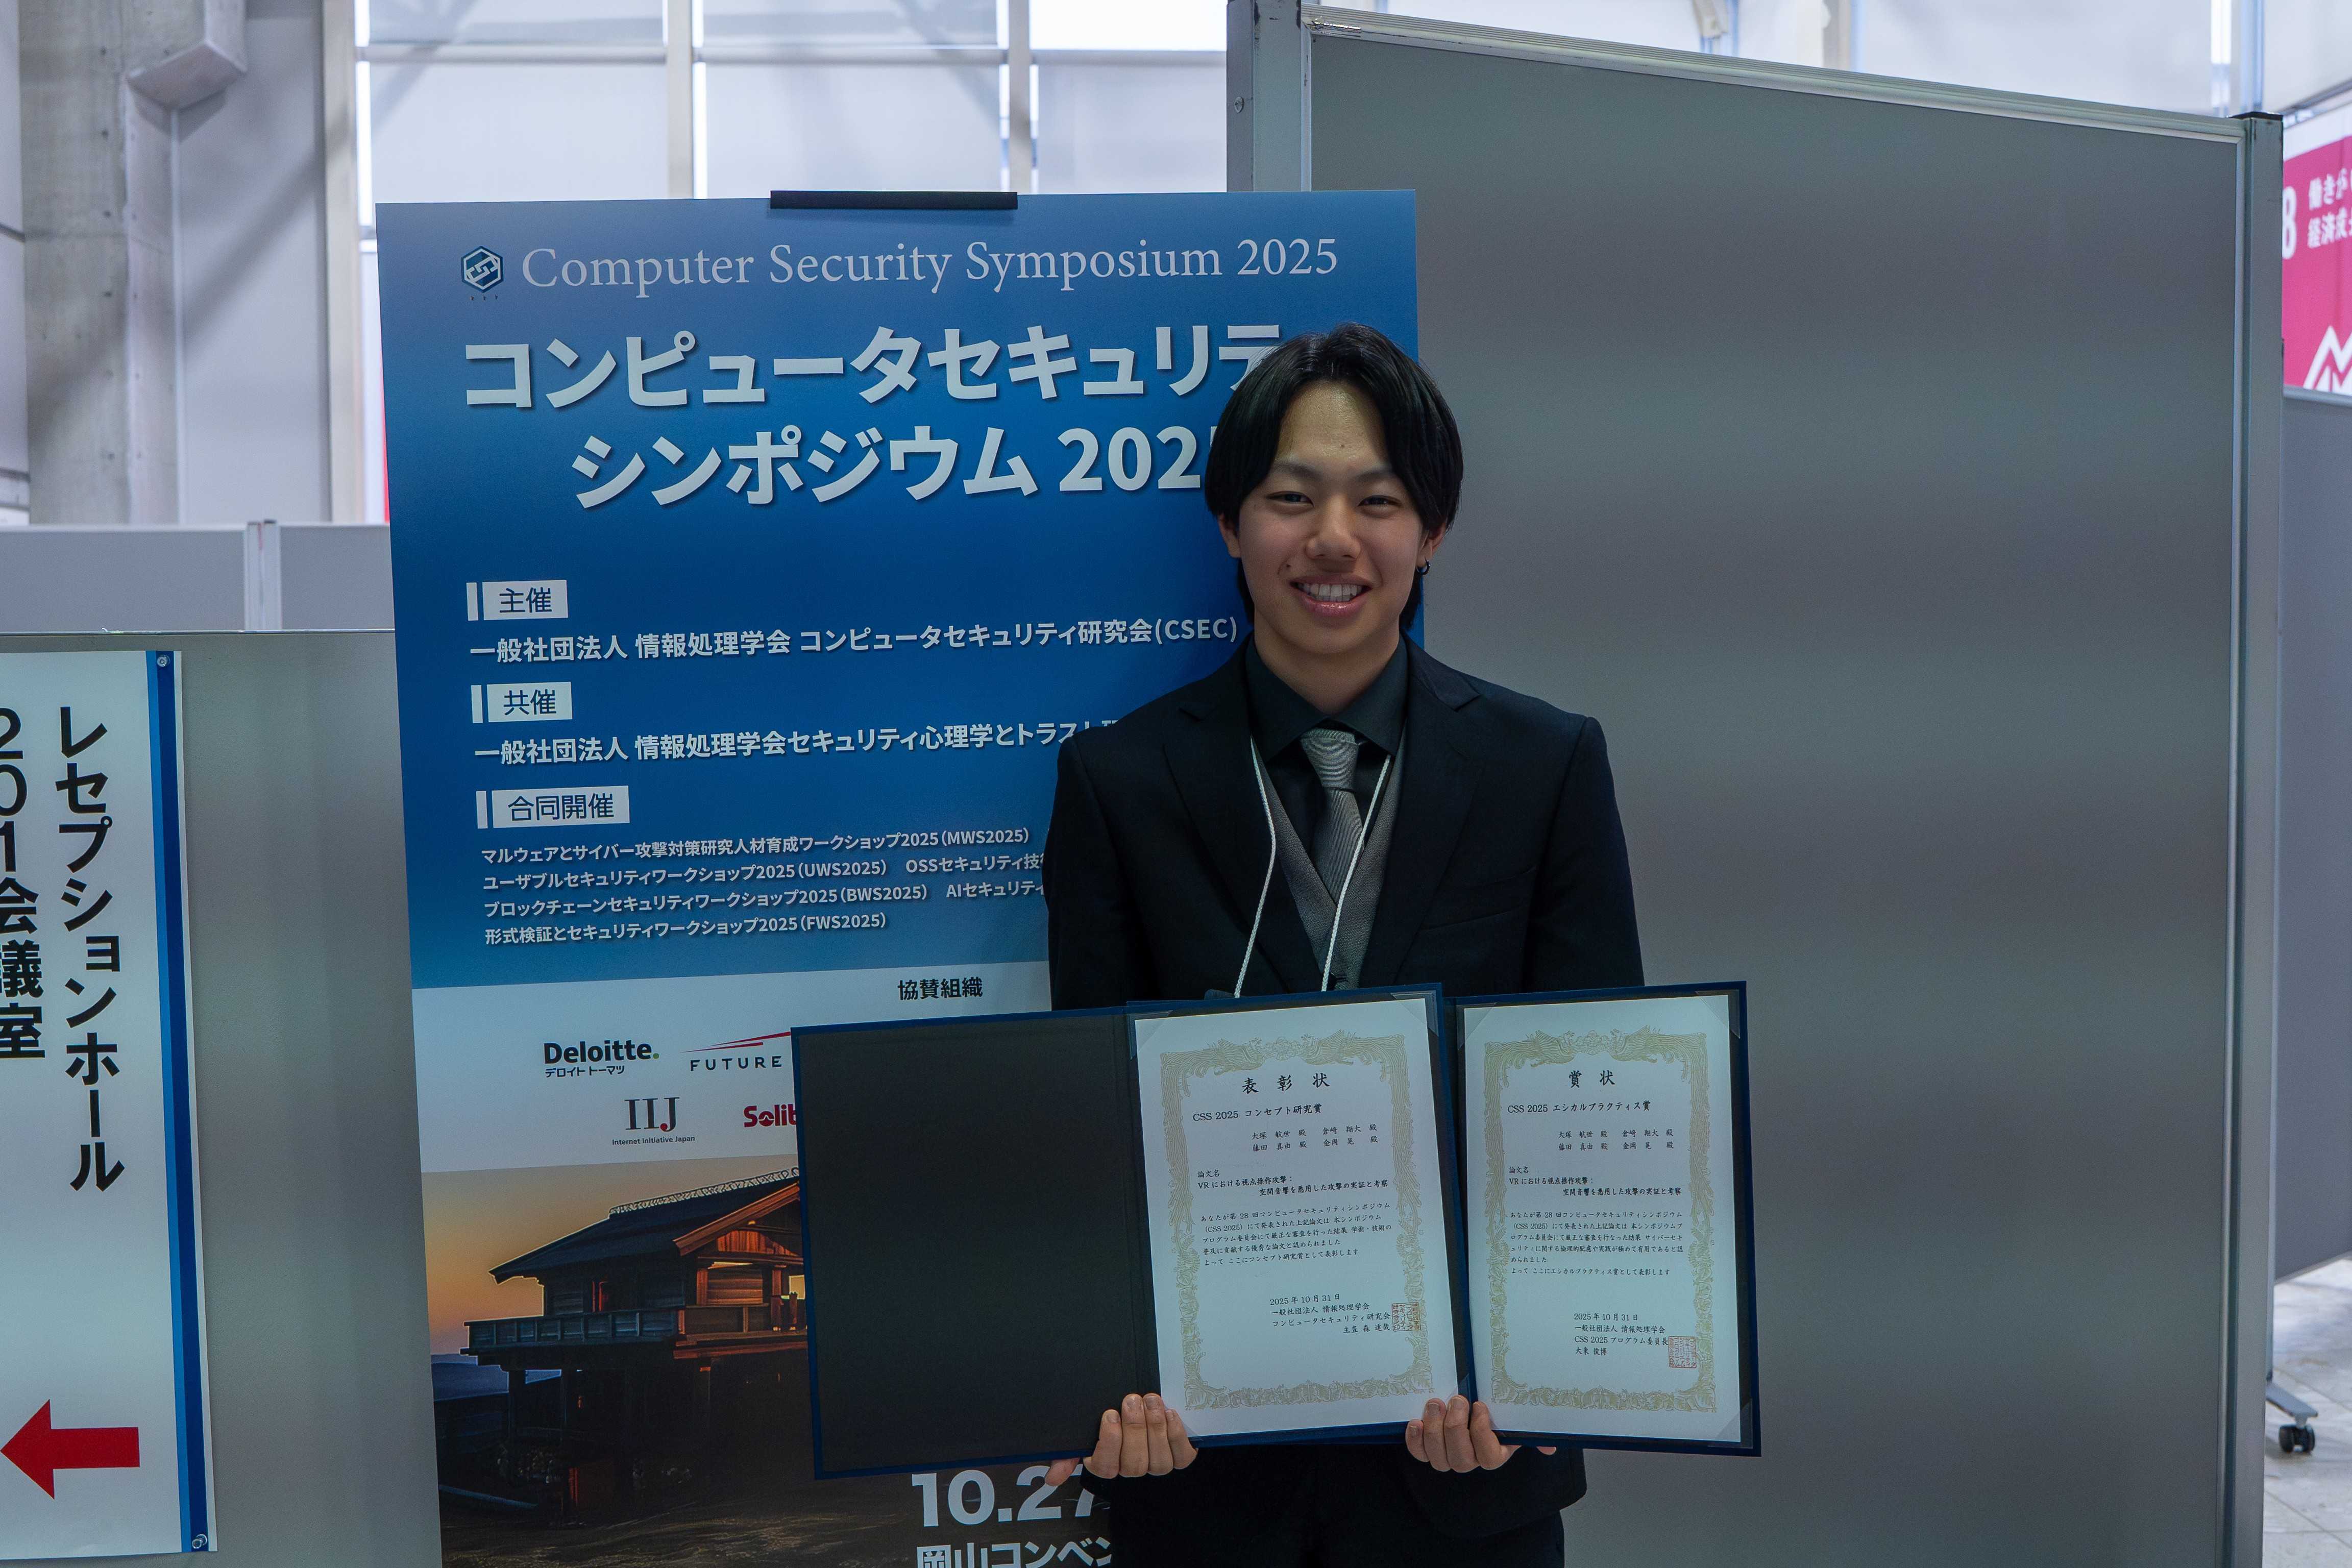 Computer Security Symposium 2025
コンピュータセキュリテ
シンポジウム 202
主催
一般社団法人 情報処理学会 コンピュータセキュリティ研究会(CSEC)
共催
一般社団法人 情報処理学会セキュリティ心理学とトラスト
合同開催
マルウェアとサイバー攻撃対策研究人材育成ワークショップ2025(MWS2025)
ユーザブルセキュリティワークショップ2025(UWS2025) OSSセキュリティ技
ブロックチェーンセキュリティワークショップ2025(BWS2025) AIセキュリティ
形式検証とセキュリティワークショップ2025(FWS2025)
協賛組織
Deloitte.
デロイト トーマツ
FUTURE
IIJ
Internet Initiative Japan
Solit
10.27
岡山コンベン
レセプションホール
201会議室
8
働きが
経済成
表彰状
CSS 2025 コンセプト研究賞
大塚 航世 殿 倉崎 翔大 殿
藤田 真由 殿 金岡 晃 殿
論文名
VRにおける視点操作攻撃:
空間音響を悪用した攻撃の実証と考察
あなたが第28回コンピュータセキュリティシンポジウム
(CSS 2025)にて発表された上記論文は 本シンポジウム
プログラム委員会にて厳正な審査を行った結果 学術・技術の
普及に貢献する優秀な論文と認められました
よって ここにコンセプト研究賞として表彰します
2025年10月31日
一般社団法人 情報処理学会
コンピュータセキュリティ研究会
主査 森 達哉
賞状
CSS 2025 エシカルプラクティス賞
大塚 航世 殿 倉崎 翔大 殿
藤田 真由 殿 金岡 晃 殿
論文名
VRにおける視点操作攻撃:
空間音響を悪用した攻撃の実証と考察
あなたが第28回コンピュータセキュリティシンポジウム
(CSS 2025)にて発表された上記論文は 本シンポジウムプ
ログラム委員会にて厳正な審査を行なった結果 サイバーセキ
ュリティに関する倫理的配慮や実践が極めて有用であると認
められました
よって ここにエシカルプラクティス賞として表彰します
2025年10月31日
一般社団法人 情報処理学会
CSS 2025 プログラム委員長
大東 俊博